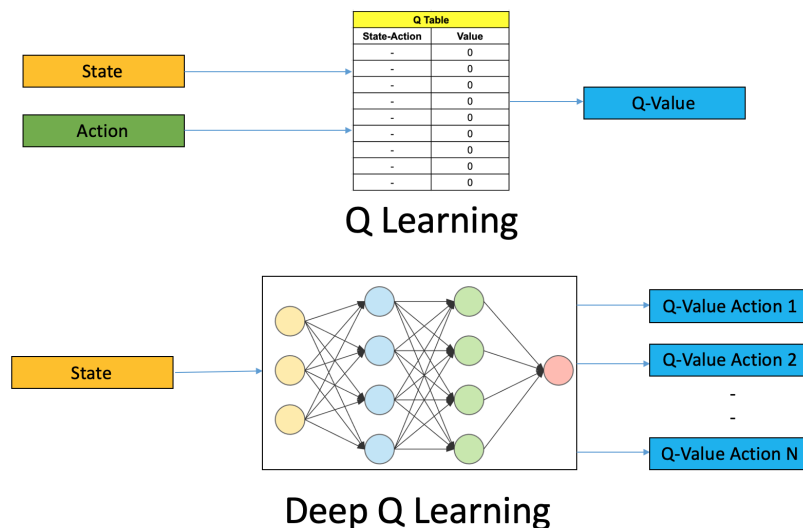 Q Table
State-Action Value
- 0
- 0
- 0
- 0
- 0
- 0
- 0
- 0
- 0
State
Action
Q-Value
Q Learning
State
Q-Value Action 1
Q-Value Action 2
-
-
Q-Value Action N
Deep Q Learning